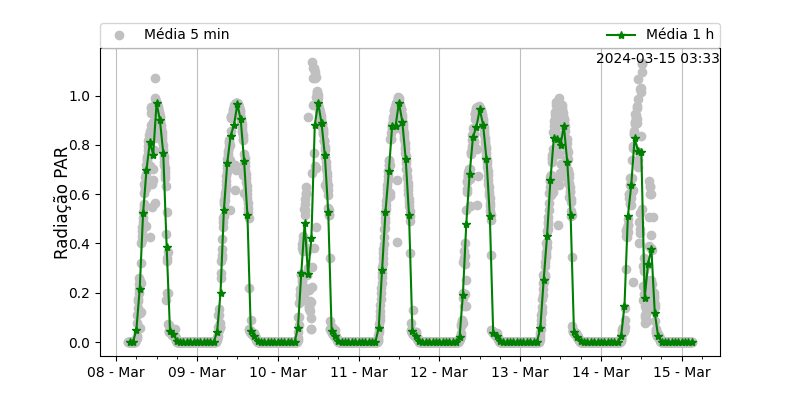 Média 5 min
Média 1 h
2024-03-15 03:33
Radiação PAR
1.0
0.8
0.6
0.4
0.2
0.0
08 - Mar
09 - Mar
10 - Mar
11 - Mar
12 - Mar
13 - Mar
14 - Mar
15 - Mar